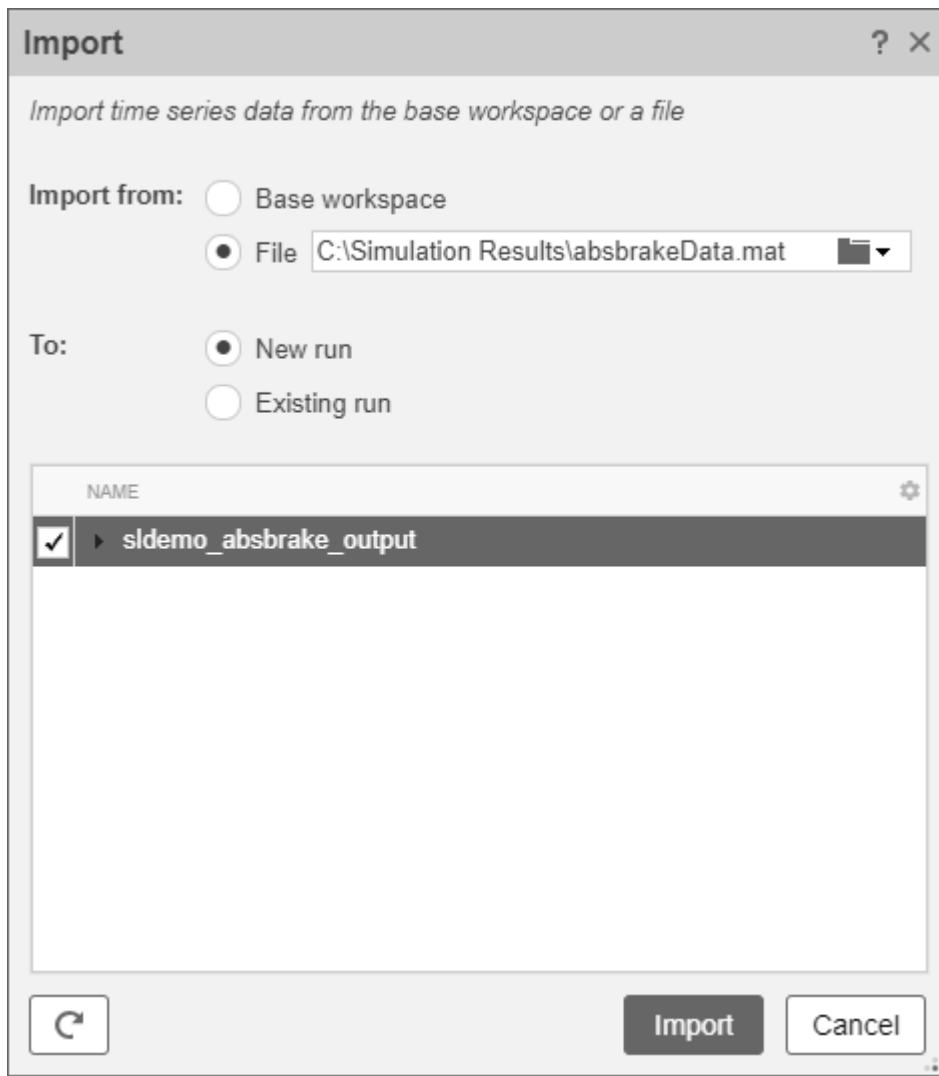 Import ? ×
Import time series data from the base workspace or a file
Import from: Base workspace
File C:\Simulation Results\absbrakeData.mat
To: New run
Existing run
NAME
sldemo_absbrake_output
Import Cancel